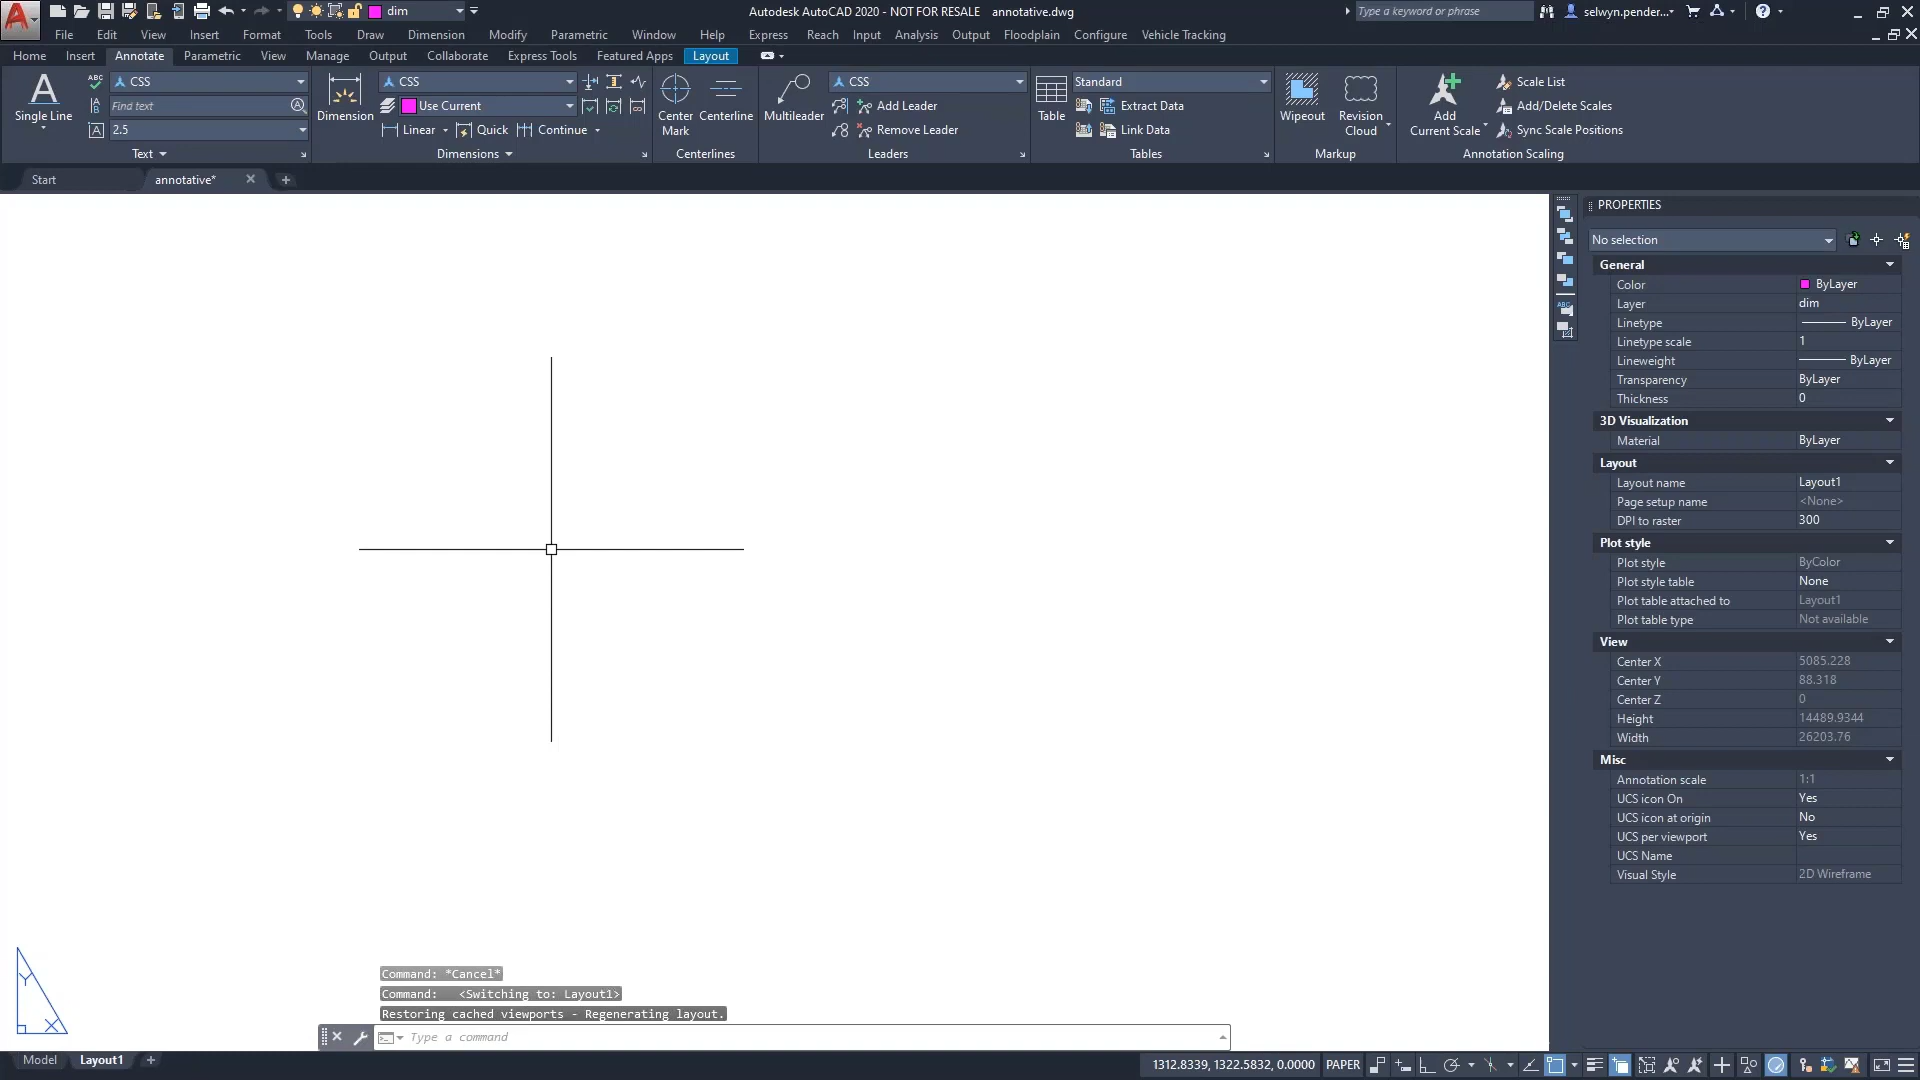 dim
Autodesk AutoCAD 2020 - NOT FOR RESALE annotative.dwg
Type a keyword or phrase
selwyn.pender...
File Edit View Insert Format Tools Draw Dimension Modify Parametric Window Help Express Reach Input Analysis Output Floodplain Configure Vehicle Tracking
Home Insert Annotate Parametric View Manage Output Collaborate Express Tools Featured Apps Layout
Single Line
ABC
CSS
Find text
2.5
Text
Dimension
CSS
Use Current
Linear Quick Continue
Dimensions
Center Mark
Centerline
Centerlines
Multileader
CSS
Add Leader
Remove Leader
Leaders
Table
Standard
Extract Data
Link Data
Tables
Wipeout
Revision Cloud
Markup
Add Current Scale
Scale List
Add/Delete Scales
Sync Scale Positions
Annotation Scaling
Start
annotative*
PROPERTIES
No selection
General
Color ByLayer
Layer dim
Linetype ByLayer
Linetype scale 1
Lineweight ByLayer
Transparency ByLayer
Thickness 0
3D Visualization
Material ByLayer
Layout
Layout name Layout1
Page setup name <None>
DPI to raster 300
Plot style
Plot style ByColor
Plot style table None
Plot table attached to Layout1
Plot table type Not available
View
Center X 5085.228
Center Y 88.318
Center Z 0
Height 14489.9344
Width 26203.76
Misc
Annotation scale 1:1
UCS icon On Yes
UCS icon at origin No
UCS per viewport Yes
UCS Name
Visual Style 2D Wireframe
Y
X
Command: *Cancel*
Command: <Switching to: Layout1>
Restoring cached viewports - Regenerating layout.
Type a command
Model Layout1
1312.8339, 1322.5832, 0.0000 PAPER